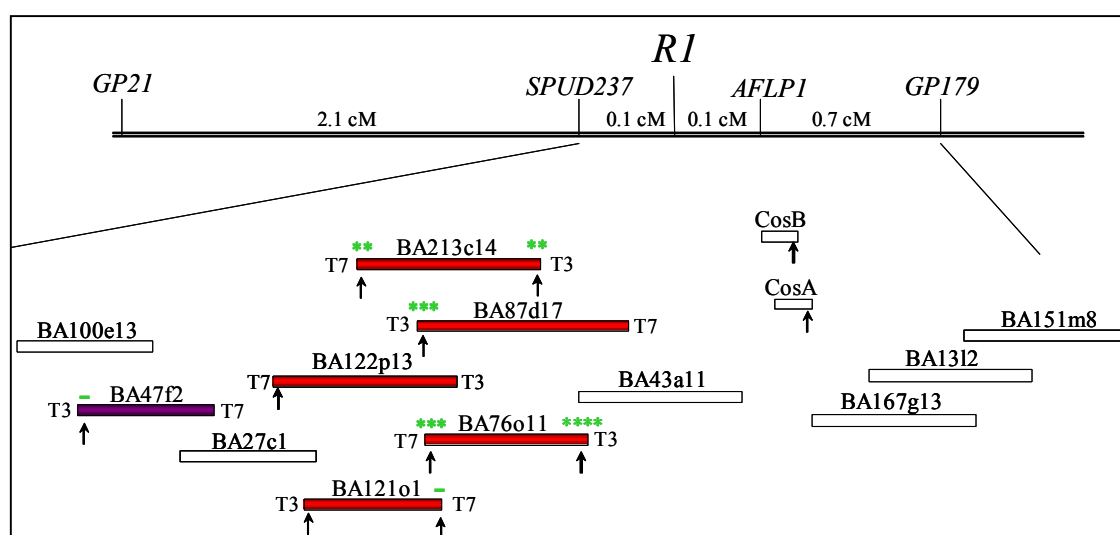 R1
GP21
SPUD237
AFLP1
GP179
2.1 cM
0.1 cM
0.1 cM
0.7 cM
CosB
** BA213c14 **
T7
T3
CosA
*** BA87d17
T3
T7
BA100e13
BA151m8
BA122p13
T7
T3
BA13l2
BA43a11
- BA47f2
T3
T7
BA167g13
*** BA76o11 ****
T7
T3
BA27c1
BA121o1 -
T3
T7